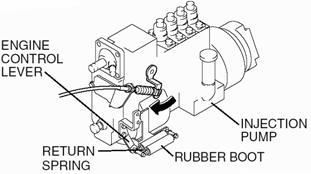 ENGINE
CONTROL
LEVER
INJECTION
PUMP
RETURN
SPRING
RUBBER BOOT